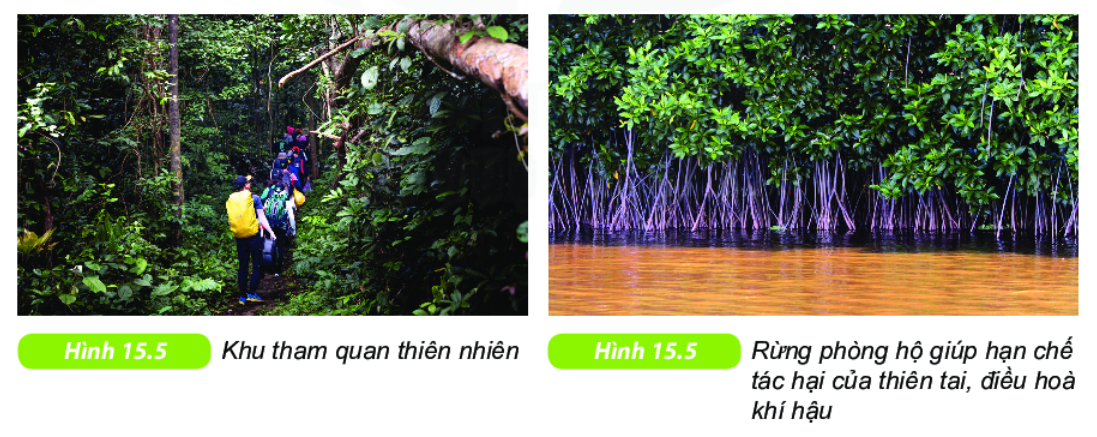 Hình 15.5 Khu tham quan thiên nhiên
Hình 15.5 Rừng phòng hộ giúp hạn chế
tác hại của thiên tai, điều hoà
khí hậu